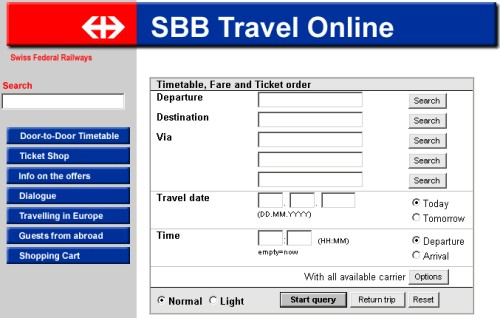 SBB Travel Online
Swiss Federal Railways
Search
Door-to-Door Timetable
Ticket Shop
Info on the offers
Dialogue
Travelling in Europe
Guests from abroad
Shopping Cart
Timetable, Fare and Ticket order
Departure Search
Destination Search
Via Search
Search
Search
Travel date . . Today
(DD.MM.YYYY) Tomorrow
Time : (HH:MM) Departure
empty=now Arrival
With all available carrier Options
Normal Light Start query Return trip Reset